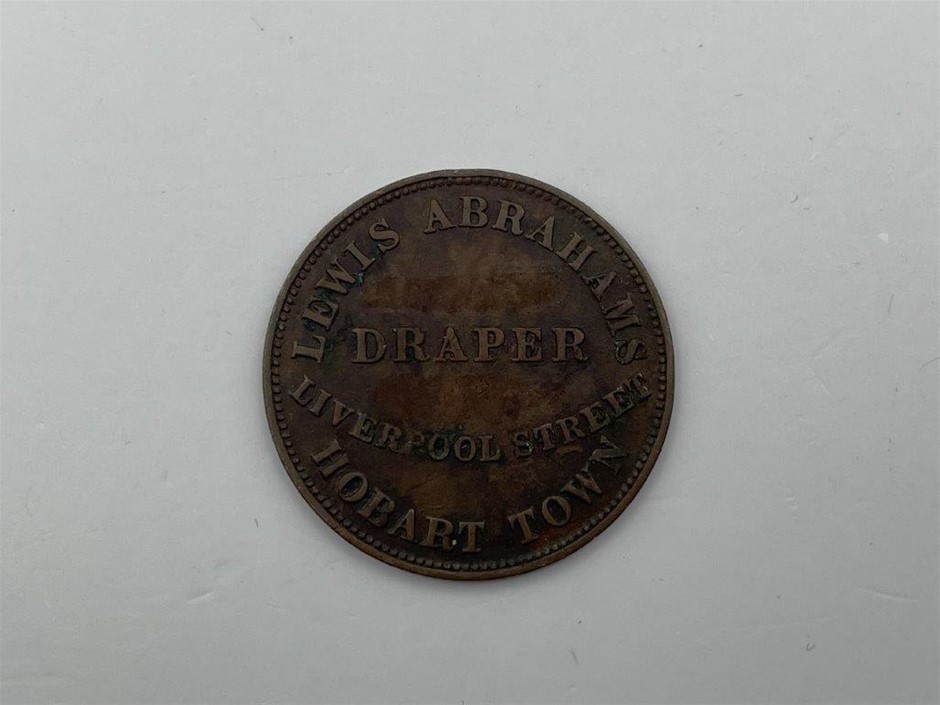 LEWIS ABRAHAMS
DRAPER
LIVERPOOL STREET
HOBART TOWN